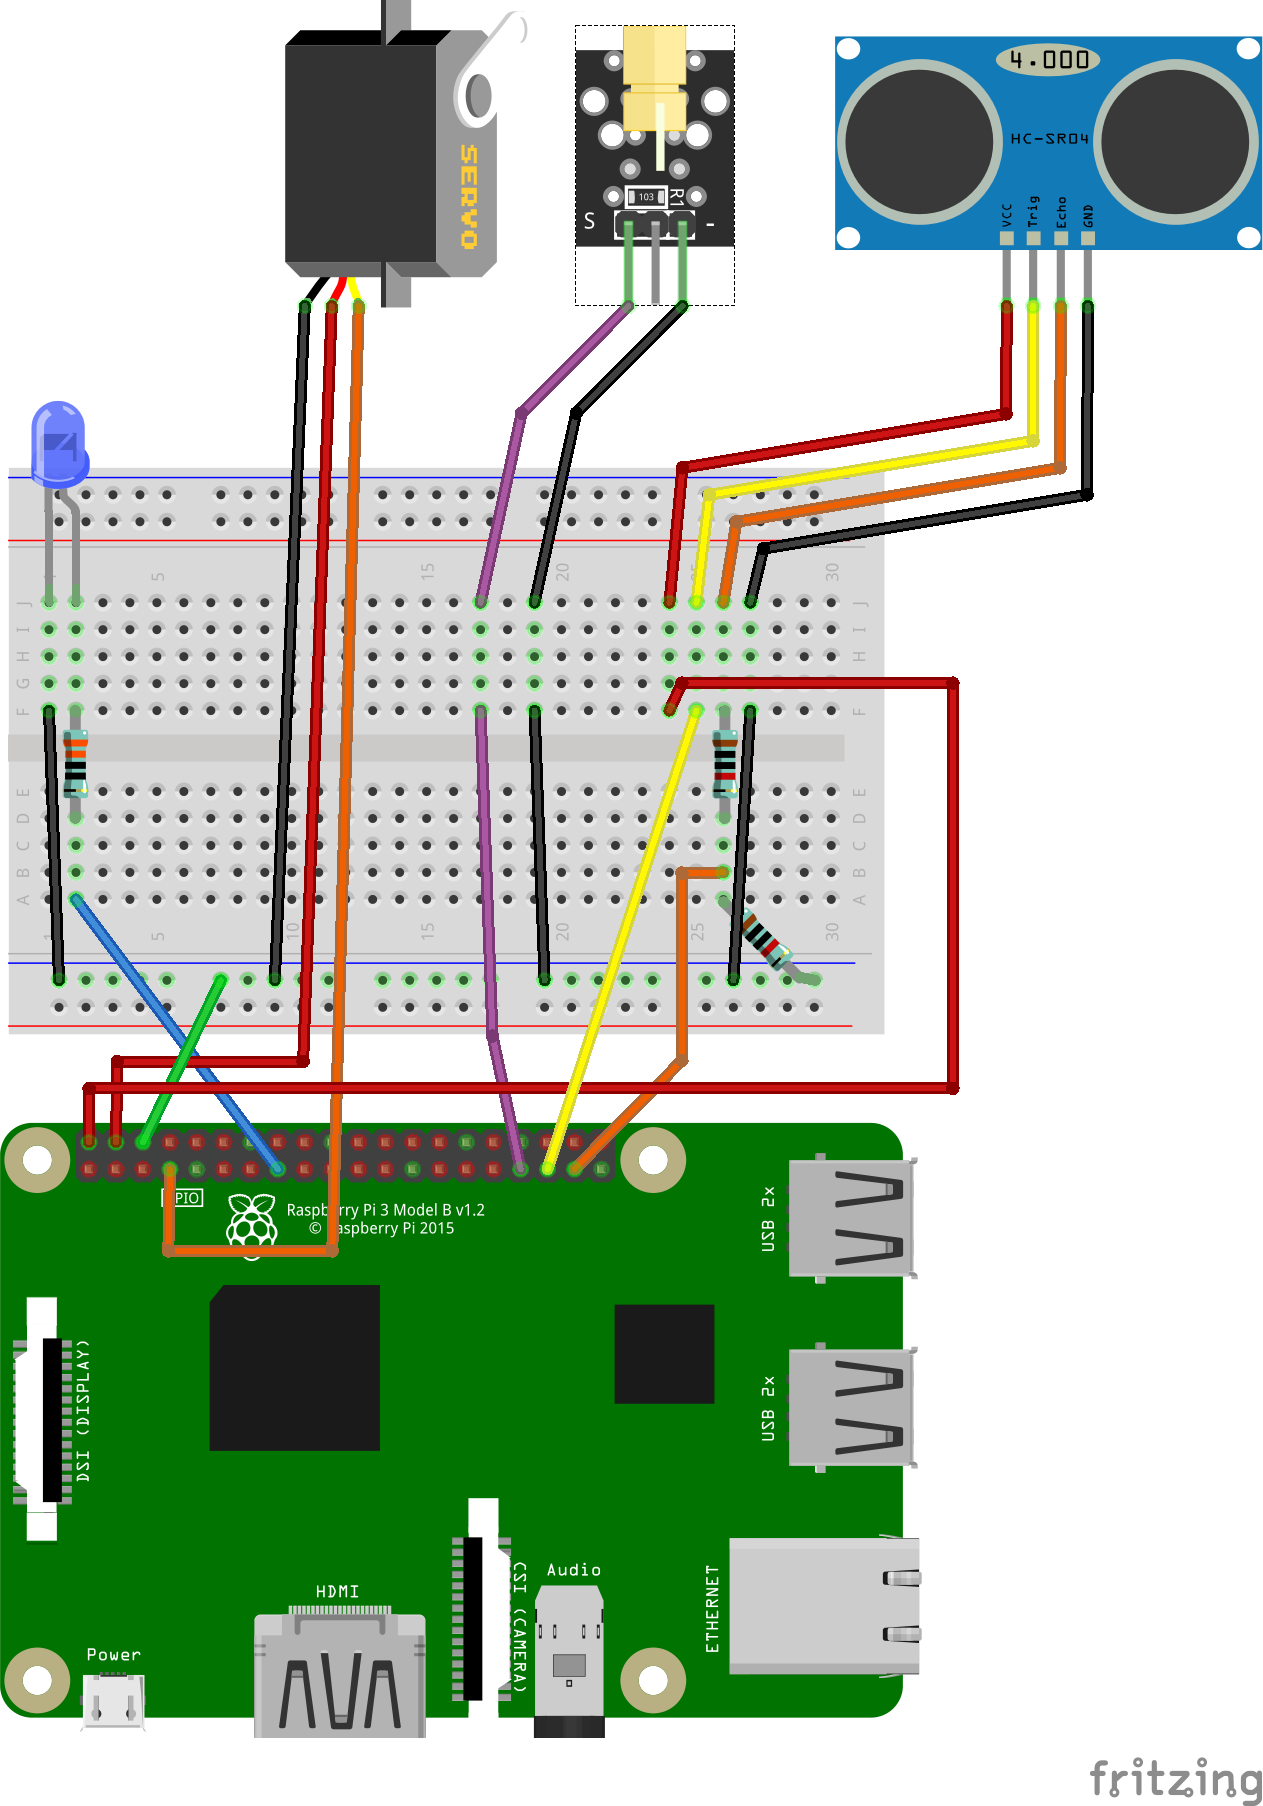 SERVO
103
R1
S
-
4.000
HC-SR04
VCC
Trig
Echo
GND
5
15
20
25
30
J
J
I
I
H
H
G
F
F
E
E
D
D
C
C
B
B
A
A
1
5
10
15
20
25
30
GPIO
Raspberry Pi 3 Model B v1.2
© Raspberry Pi 2015
USB 2x
USB 2x
DSI (DISPLAY)
CSI (CAMERA)
Audio
HDMI
ETHERNET
Power
fritzing